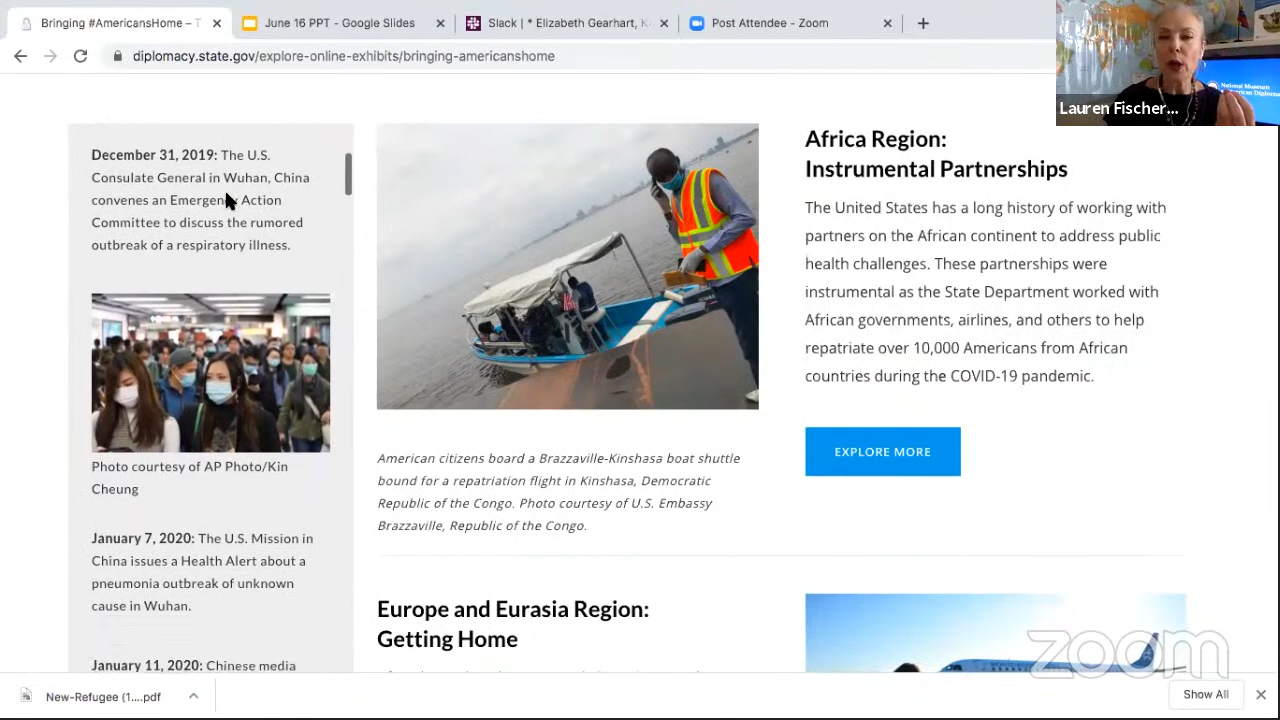 Bringing #AmericansHome – T
June 16 PPT - Google Slides
Slack | * Elizabeth Gearhart, K
Post Attendee - Zoom
diplomacy.state.gov/explore-online-exhibits/bringing-americanshome
Lauren Fischer...
National Museum
American Diploma
December 31, 2019: The U.S.
Consulate General in Wuhan, China
convenes an Emergency Action
Committee to discuss the rumored
outbreak of a respiratory illness.
Photo courtesy of AP Photo/Kin
Cheung
January 7, 2020: The U.S. Mission in
China issues a Health Alert about a
pneumonia outbreak of unknown
cause in Wuhan.
January 11, 2020: Chinese media
American citizens board a Brazzaville-Kinshasa boat shuttle
bound for a repatriation flight in Kinshasa, Democratic
Republic of the Congo. Photo courtesy of U.S. Embassy
Brazzaville, Republic of the Congo.
Africa Region:
Instrumental Partnerships
The United States has a long history of working with
partners on the African continent to address public
health challenges. These partnerships were
instrumental as the State Department worked with
African governments, airlines, and others to help
repatriate over 10,000 Americans from African
countries during the COVID-19 pandemic.
EXPLORE MORE
Europe and Eurasia Region:
Getting Home
zoom
New-Refugee (1....pdf
Show All